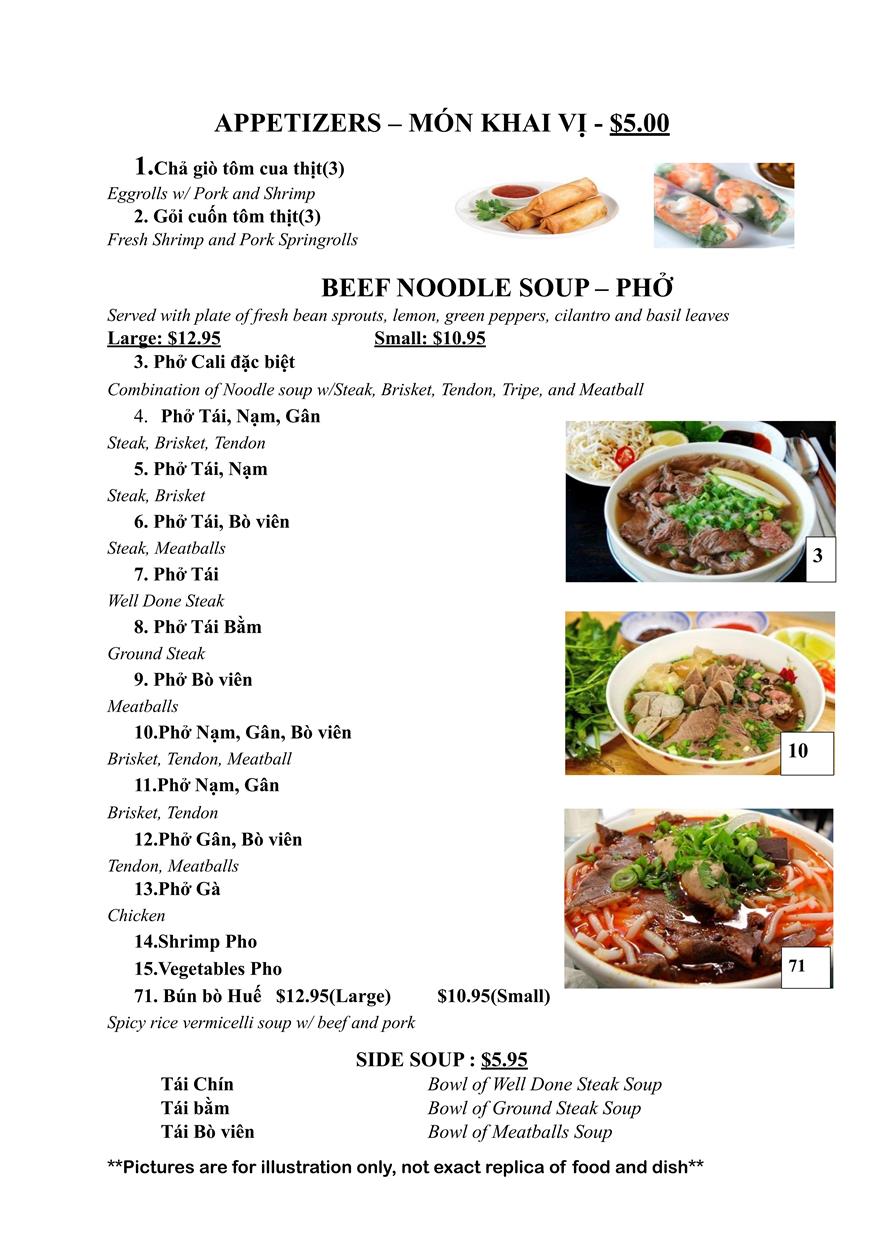 APPETIZERS – MÓN KHAI VỊ - $5.00
1.Chả giò tôm cua thịt(3)
Eggrolls w/ Pork and Shrimp
2. Gỏi cuốn tôm thịt(3)
Fresh Shrimp and Pork Springrolls
BEEF NOODLE SOUP – PHỞ
Served with plate of fresh bean sprouts, lemon, green peppers, cilantro and basil leaves
Large: $12.95 Small: $10.95
3. Phở Cali đặc biệt
Combination of Noodle soup w/Steak, Brisket, Tendon, Tripe, and Meatball
4. Phở Tái, Nạm, Gân
Steak, Brisket, Tendon
5. Phở Tái, Nạm
Steak, Brisket
6. Phở Tái, Bò viên
Steak, Meatballs
3
7. Phở Tái
Well Done Steak
8. Phở Tái Bằm
Ground Steak
9. Phở Bò viên
Meatballs
10.Phở Nạm, Gân, Bò viên
10
Brisket, Tendon, Meatball
11.Phở Nạm, Gân
Brisket, Tendon
12.Phở Gân, Bò viên
Tendon, Meatballs
13.Phở Gà
Chicken
14.Shrimp Pho
15.Vegetables Pho
71
71. Bún bò Huế $12.95(Large) $10.95(Small)
Spicy rice vermicelli soup w/ beef and pork
SIDE SOUP : $5.95
Tái Chín Bowl of Well Done Steak Soup
Tái bằm Bowl of Ground Steak Soup
Tái Bò viên Bowl of Meatballs Soup
**Pictures are for illustration only, not exact replica of food and dish**